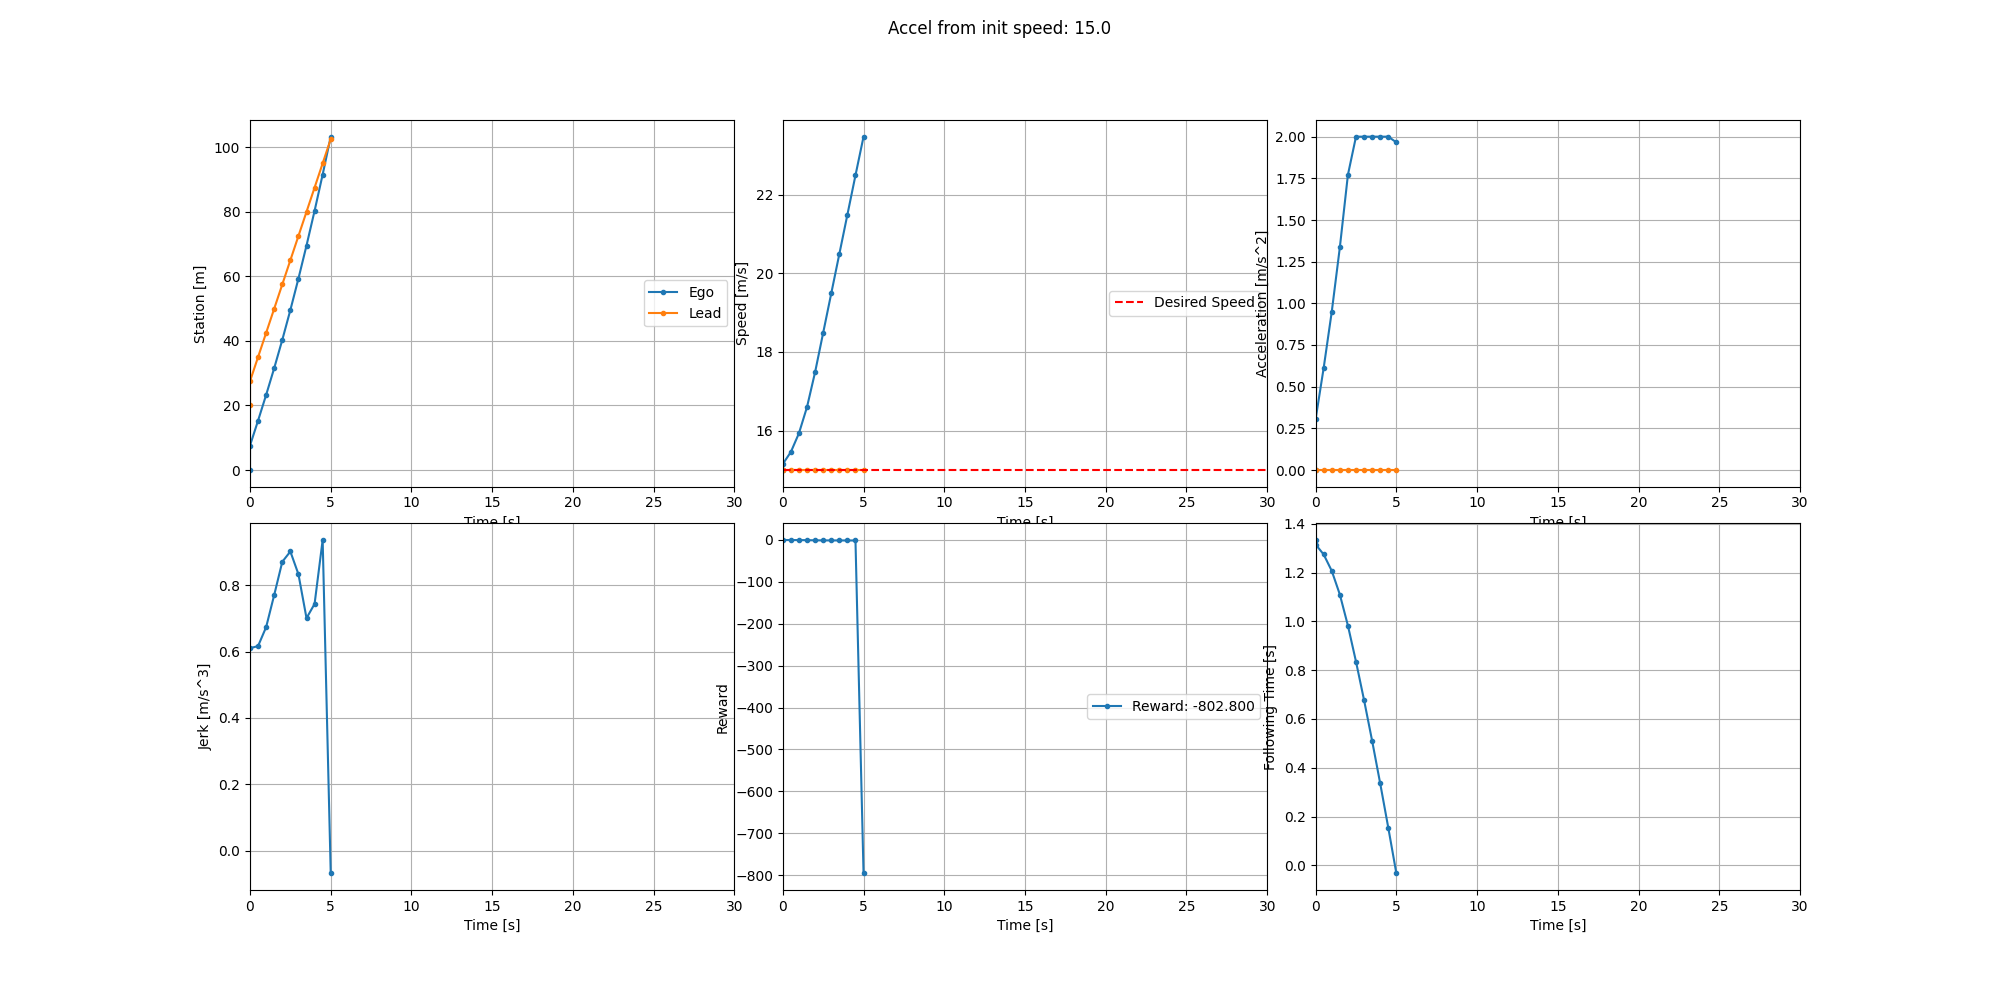 Accel from init speed: 15.0
Station [m]
100
80
60
40
20
0
0 5 10 15 20 25 30
Time [s]
Ego
Lead
Speed [m/s]
22
20
18
16
0 5 10 15 20 25 30
Time [s]
Desired Speed
Acceleration [m/s^2]
2.00
1.75
1.50
1.25
1.00
0.75
0.50
0.25
0.00
0 5 10 15 20 25 30
Time [s]
Jerk [m/s^3]
0.8
0.6
0.4
0.2
0.0
0 5 10 15 20 25 30
Time [s]
Reward
0
−100
−200
−300
−400
−500
−600
−700
−800
0 5 10 15 20 25 30
Time [s]
Reward: -802.800
Following Time [s]
1.4
1.2
1.0
0.8
0.6
0.4
0.2
0.0
0 5 10 15 20 25 30
Time [s]